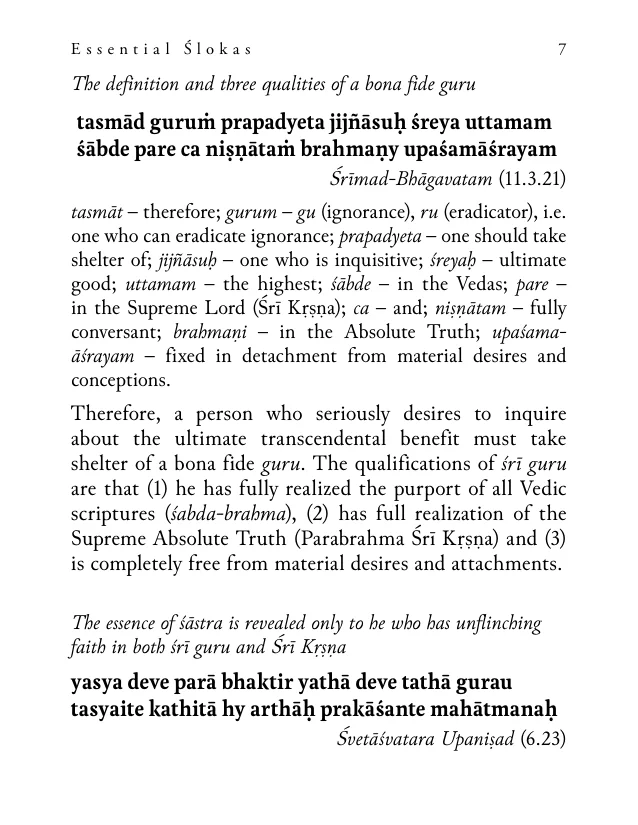 Essential Ślokas 7
The definition and three qualities of a bona fide guru
tasmād guruṁ prapadyeta jijñāsuḥ śreya uttamam
śābde pare ca niṣṇātaṁ brahmaṇy upaśamāśrayam
Śrīmad-Bhāgavatam (11.3.21)
tasmāt – therefore; gurum – gu (ignorance), ru (eradicator), i.e.
one who can eradicate ignorance; prapadyeta – one should take
shelter of; jijñāsuḥ – one who is inquisitive; śreyaḥ – ultimate
good; uttamam – the highest; śābde – in the Vedas; pare –
in the Supreme Lord (Śrī Kṛṣṇa); ca – and; niṣṇātam – fully
conversant; brahmaṇi – in the Absolute Truth; upaśama-
āśrayam – fixed in detachment from material desires and
conceptions.
Therefore, a person who seriously desires to inquire
about the ultimate transcendental benefit must take
shelter of a bona fide guru. The qualifications of śrī guru
are that (1) he has fully realized the purport of all Vedic
scriptures (śabda-brahma), (2) has full realization of the
Supreme Absolute Truth (Parabrahma Śrī Kṛṣṇa) and (3)
is completely free from material desires and attachments.
The essence of śāstra is revealed only to he who has unflinching
faith in both śrī guru and Śrī Kṛṣṇa
yasya deve parā bhaktir yathā deve tathā gurau
tasyaite kathitā hy arthāḥ prakāśante mahātmanaḥ
Śvetāśvatara Upaniṣad (6.23)